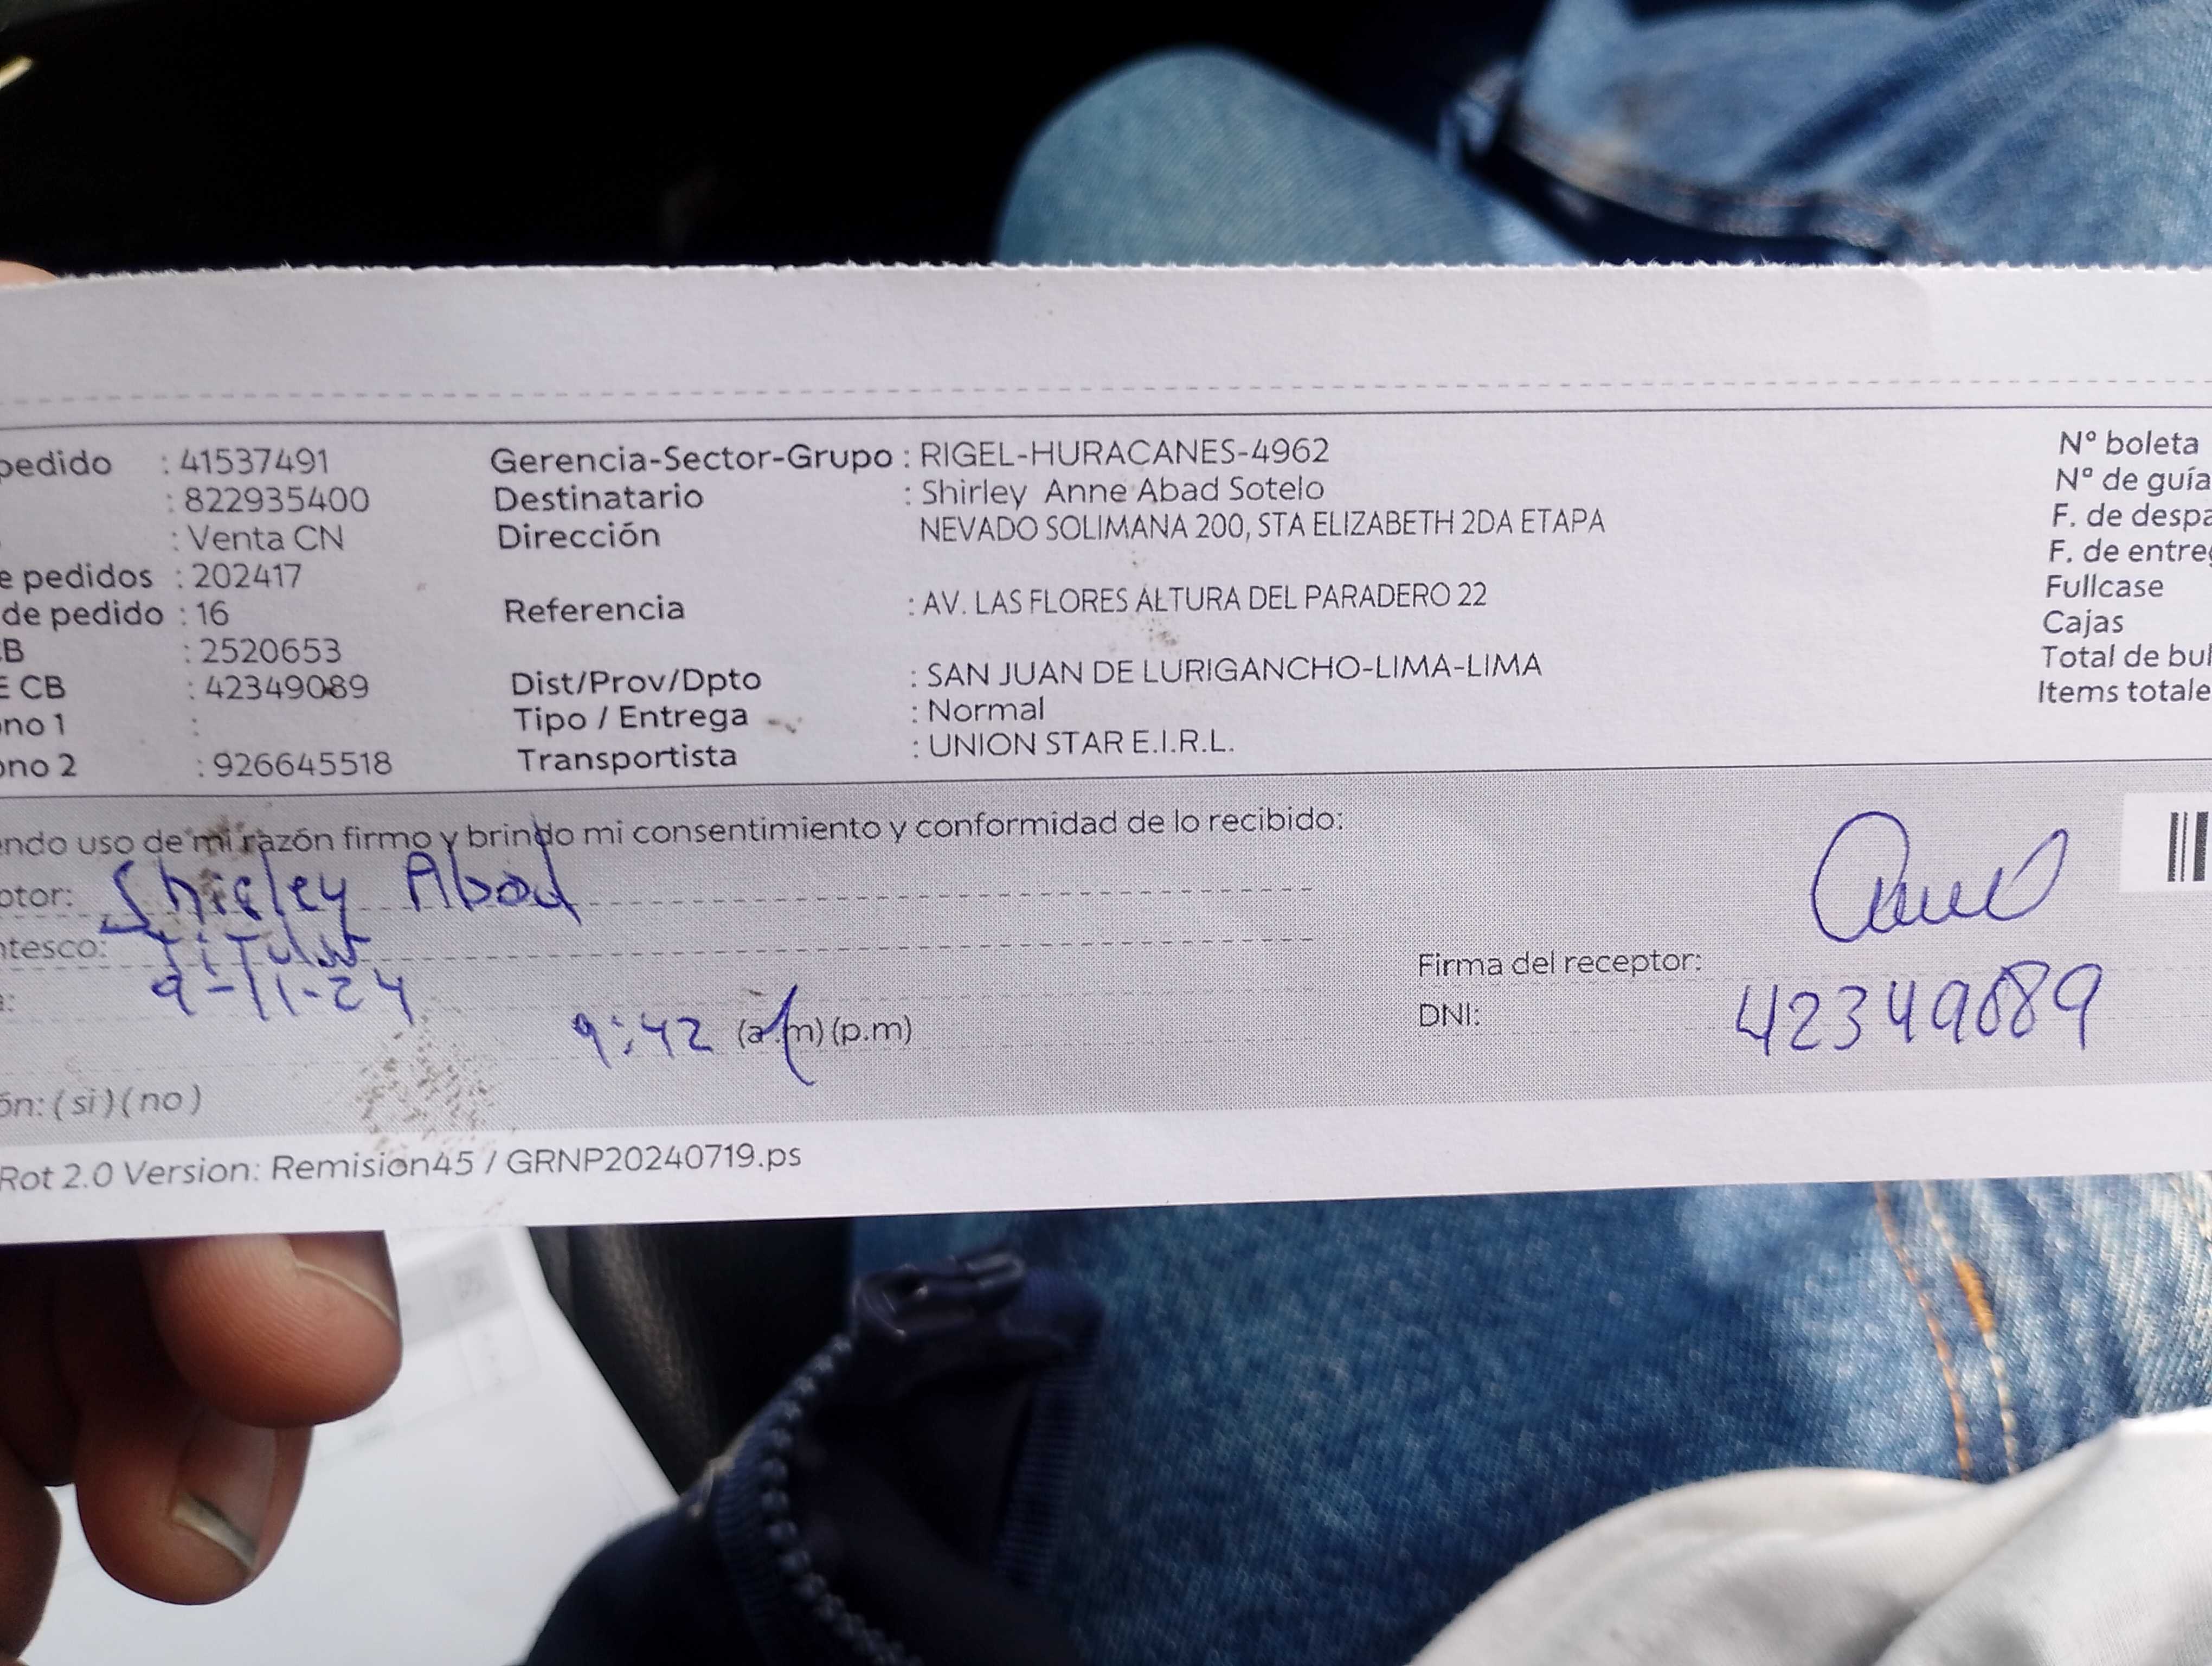 pedido : 41537491 Gerencia-Sector-Grupo : RIGEL-HURACANES-4962 Nº boleta
: 822935400 Destinatario : Shirley Anne Abad Sotelo Nº de guía
: Venta CN Dirección NEVADO SOLIMANA 200, STA ELIZABETH 2DA ETAPA F. de despa
e pedidos : 202417 F. de entreg
de pedido : 16 Referencia : AV. LAS FLORES ALTURA DEL PARADERO 22 Fullcase
CB : 2520653 Cajas
E CB : 42349089 Dist/Prov/Dpto : SAN JUAN DE LURIGANCHO-LIMA-LIMA Total de bul
ono 1 : Tipo / Entrega : Normal Items totale
ono 2 : 926645518 Transportista : UNION STAR E.I.R.L.
endo uso de mi razón firmo y brindo mi consentimiento y conformidad de lo recibido:
ptor: Shirley Abad
ntesco: Titular
a: 9-11-24 Firma del receptor:
9:42 (a.m) (p.m) DNI: 42349089
ón: (si) (no)
Rot 2.0 Version: Remision45 / GRNP20240719.ps